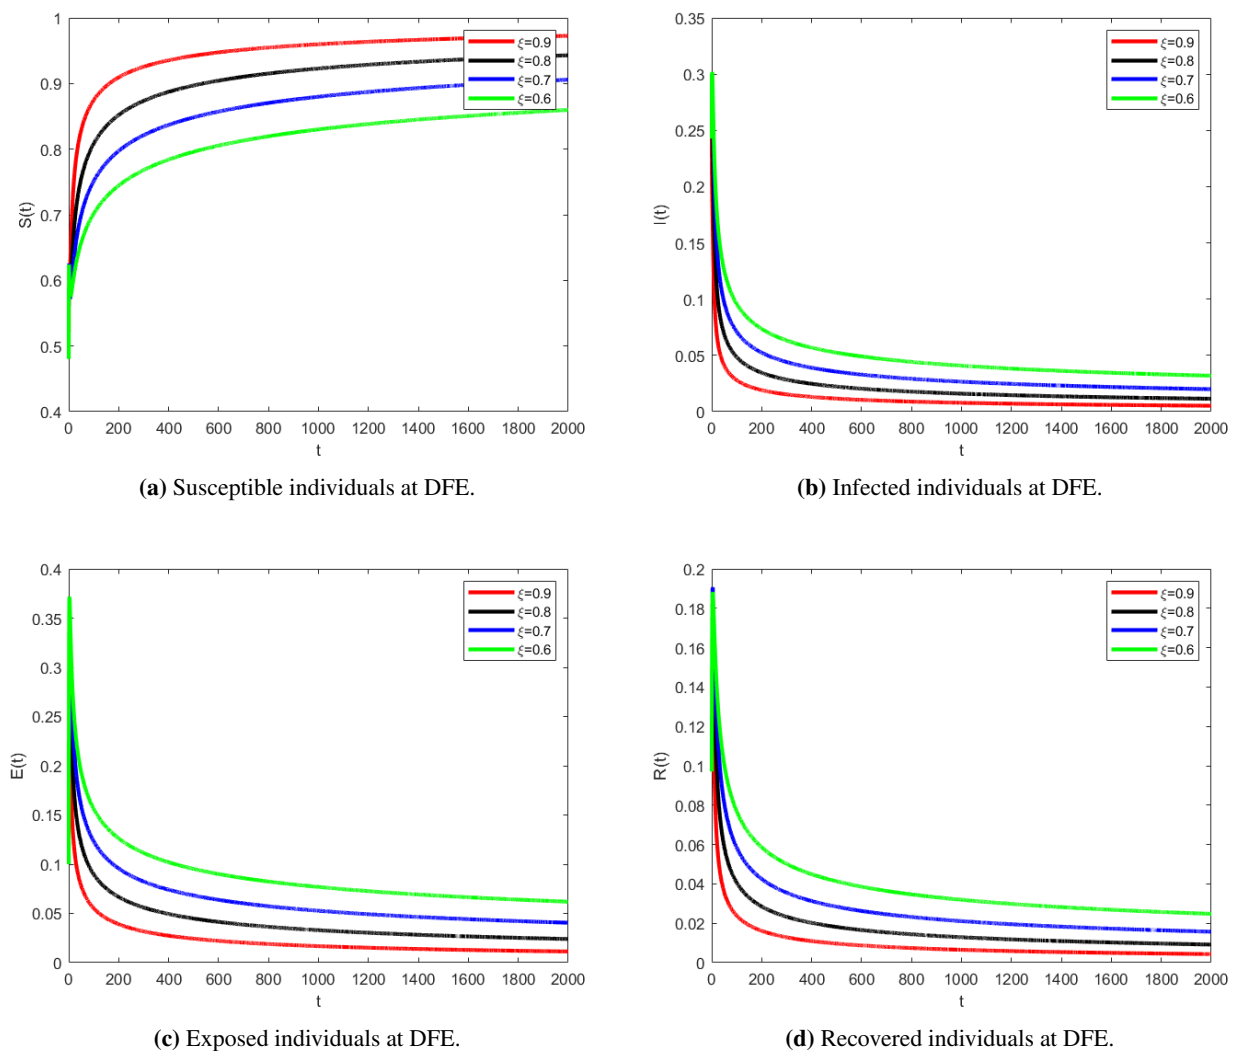 1
0.9
0.8
0.7
0.6
0.5
0.4
S(t)
0 200 400 600 800 1000 1200 1400 1600 1800 2000
t
ξ=0.9
ξ=0.8
ξ=0.7
ξ=0.6
(a) Susceptible individuals at DFE.
0.35
0.3
0.25
0.2
0.15
0.1
0.05
0
I(t)
0 200 400 600 800 1000 1200 1400 1600 1800 2000
t
ξ=0.9
ξ=0.8
ξ=0.7
ξ=0.6
(b) Infected individuals at DFE.
0.4
0.35
0.3
0.25
0.2
0.15
0.1
0.05
0
E(t)
0 200 400 600 800 1000 1200 1400 1600 1800 2000
t
ξ=0.9
ξ=0.8
ξ=0.7
ξ=0.6
(c) Exposed individuals at DFE.
0.2
0.18
0.16
0.14
0.12
0.1
0.08
0.06
0.04
0.02
0
R(t)
0 200 400 600 800 1000 1200 1400 1600 1800 2000
t
ξ=0.9
ξ=0.8
ξ=0.7
ξ=0.6
(d) Recovered individuals at DFE.